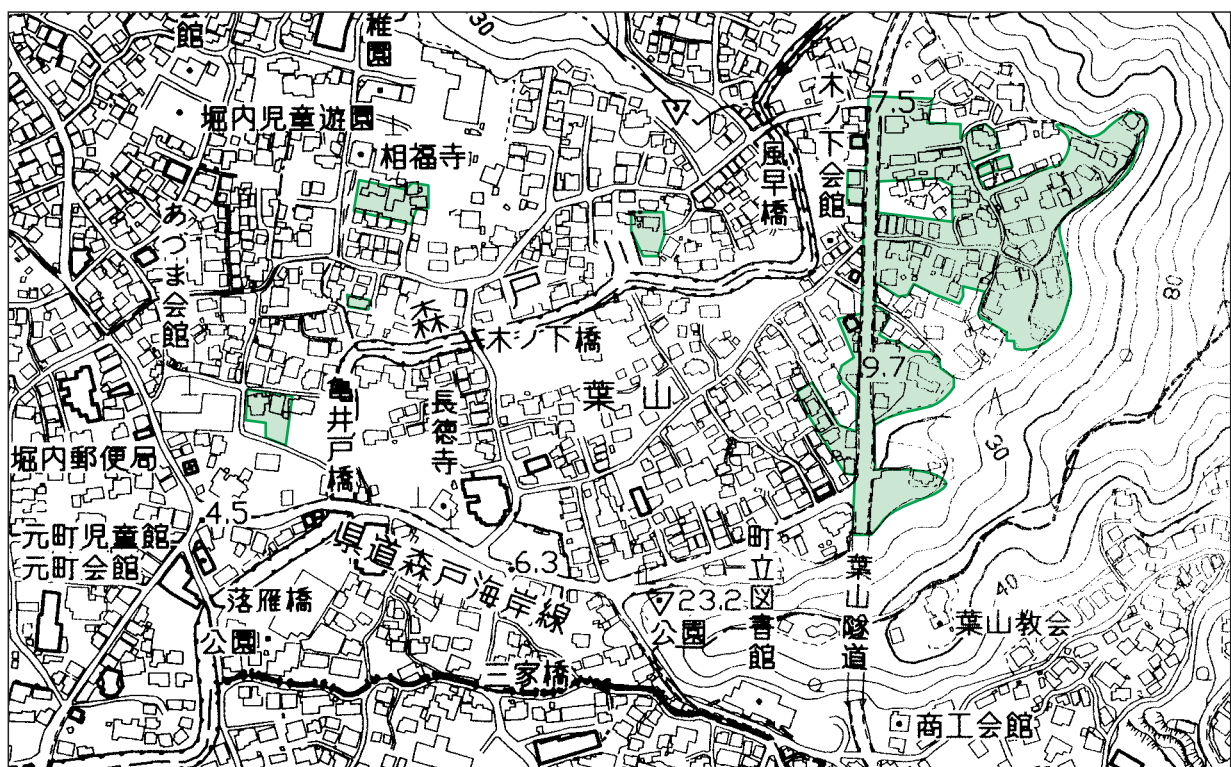 会館
稚園
30
堀内児童遊園
相福寺
風早橋
木ノ下会館
7.5
あづま会館
森戸
木ノ下橋
葉山
80
9.7
亀井戸橋
長徳寺
堀内郵便局
30
4.5
元町児童館
元町会館
県道森戸海岸線
6.3
町立図書館
葉山隧道
40
落雁橋
公園
23.2
公園
葉山教会
三家橋
商工会館